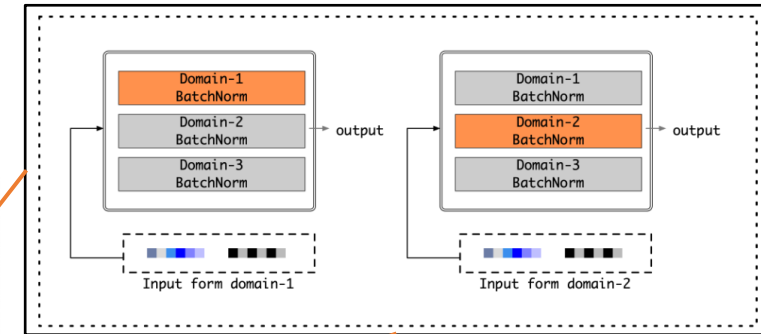 Domain-1
BatchNorm
Domain-2
BatchNorm
Domain-3
BatchNorm
output
Input form domain-1
Domain-1
BatchNorm
Domain-2
BatchNorm
Domain-3
BatchNorm
output
Input form domain-2